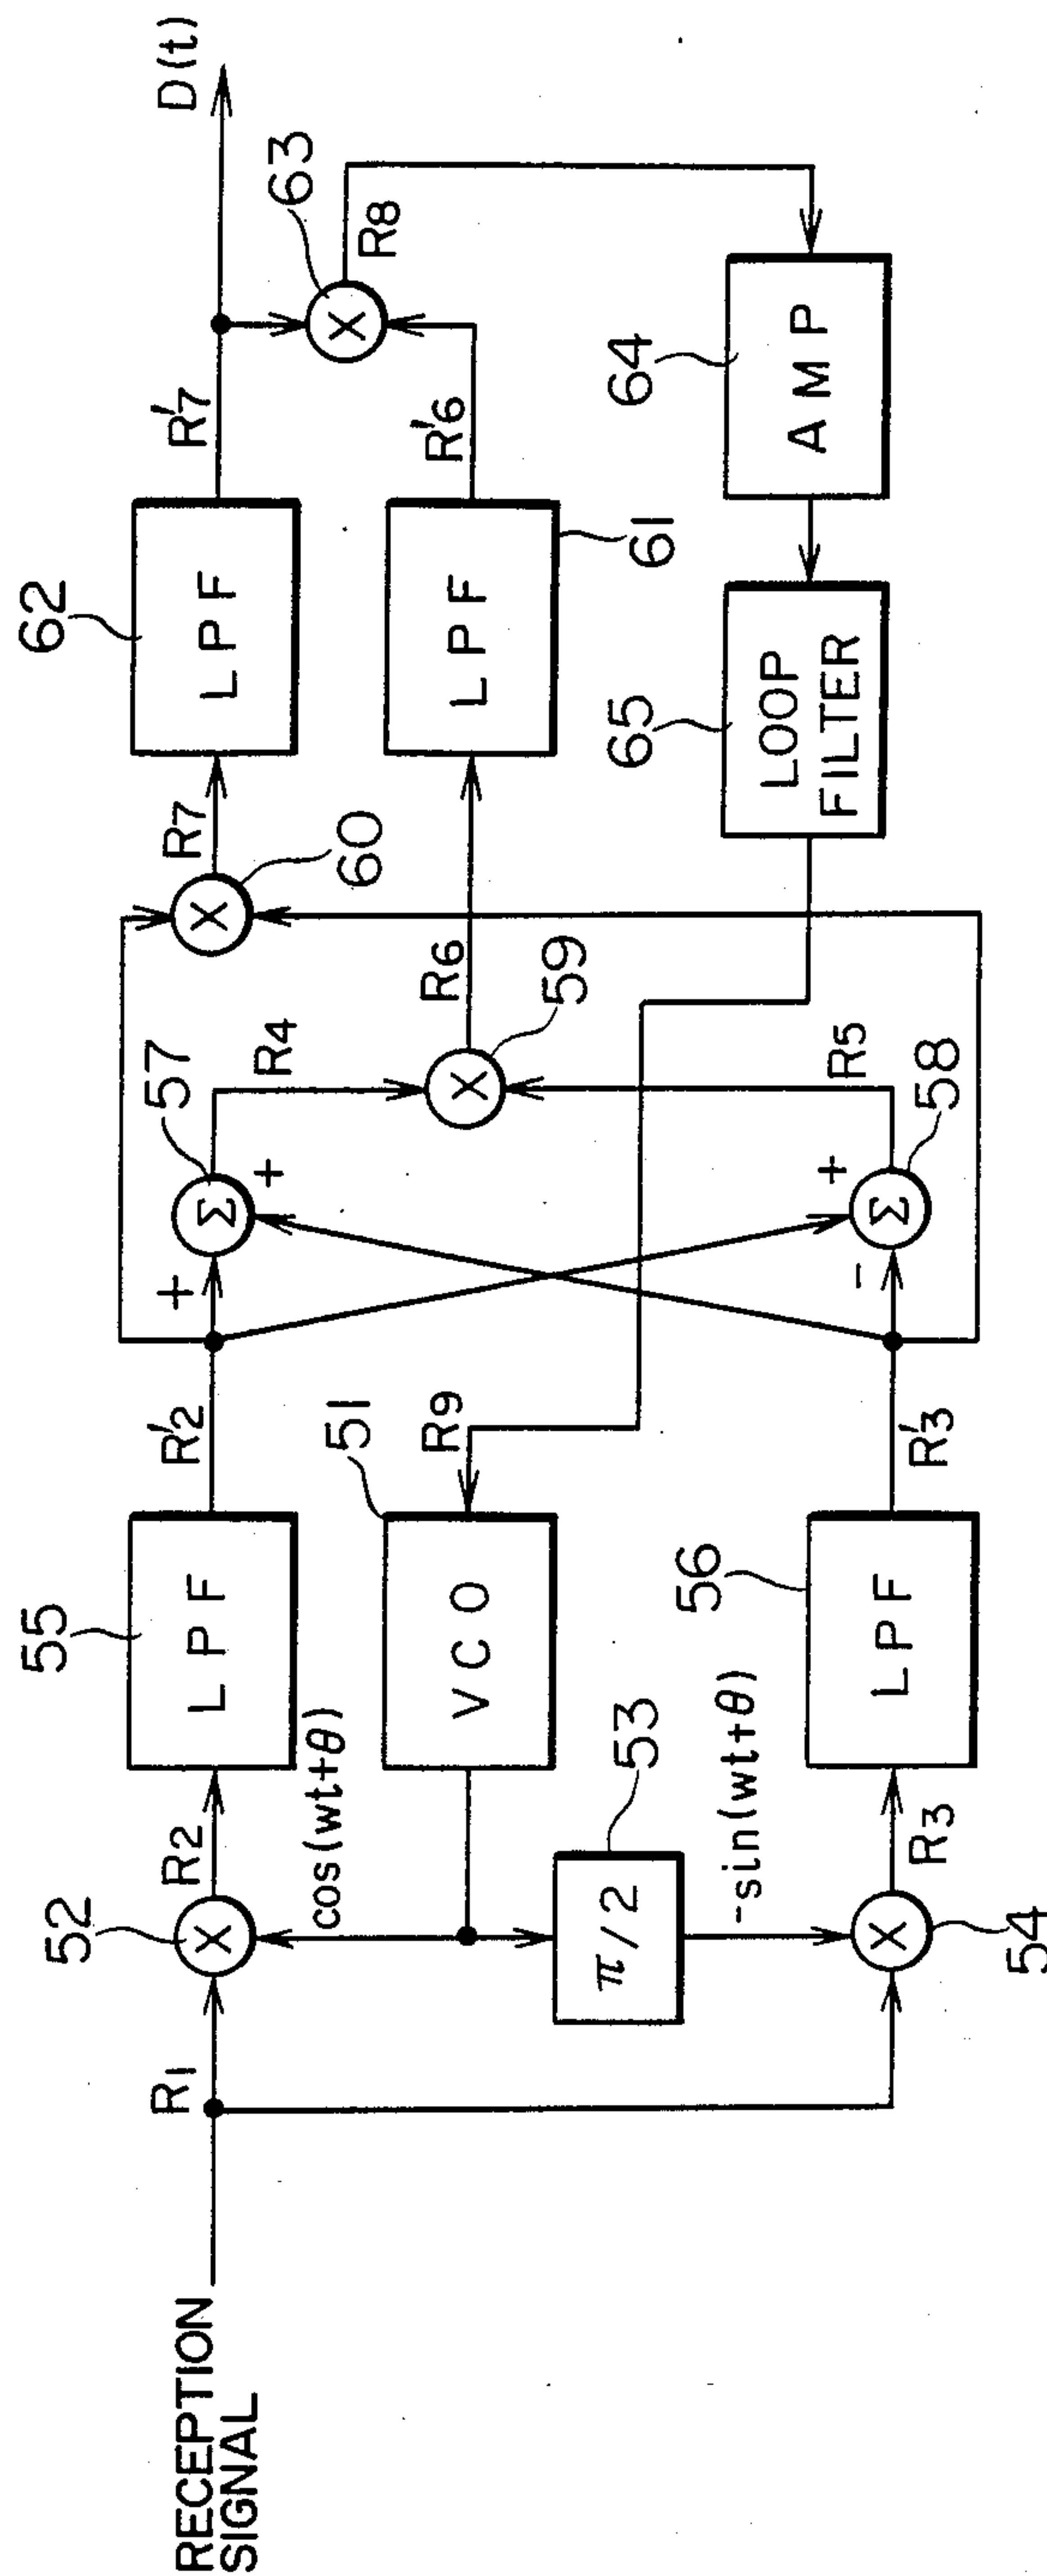 RECEPTION
SIGNAL
R1
52
X
R2
cos(wt+θ)
π/2
53
-sin(wt+θ)
X
54
R3
55
LPF
R'2
VCO
51
R9
56
LPF
R'3
+
Σ
+
57
R4
-
Σ
+
58
R5
X
59
R6
X
60
R7
62
LPF
R'7
LPF
61
R'6
65
LOOP
FILTER
64
AMP
X
63
R8
D(t)